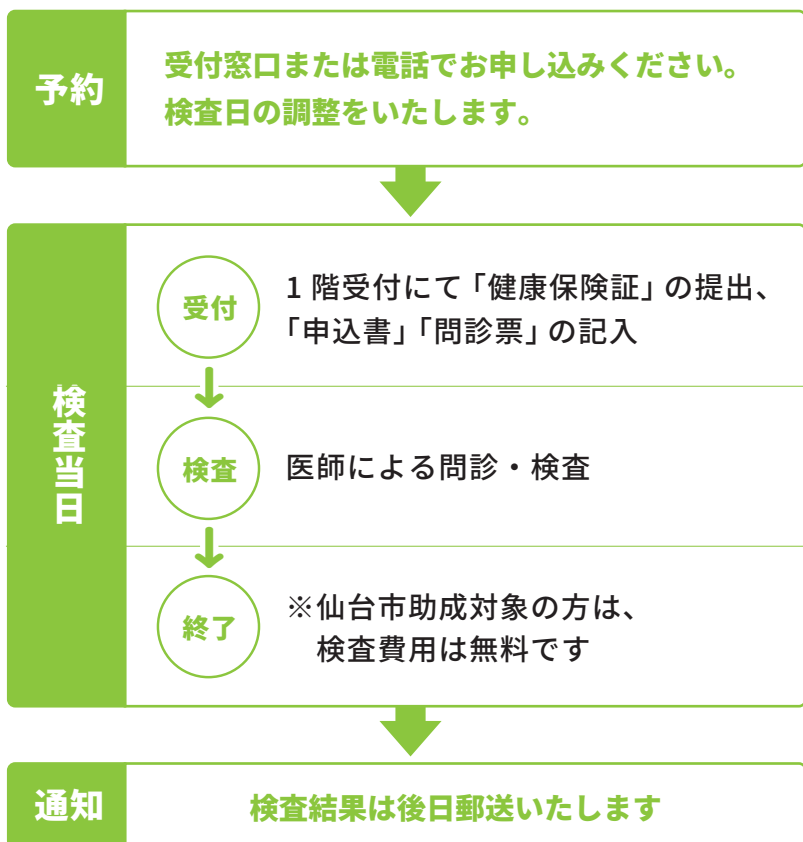 予約
受付窓口または電話でお申し込みください。
検査日の調整をいたします。
検査当日
受付
1階受付にて「健康保険証」の提出、
「申込書」「問診票」の記入
検査
医師による問診・検査
終了
※仙台市助成対象の方は、
検査費用は無料です
通知
検査結果は後日郵送いたします